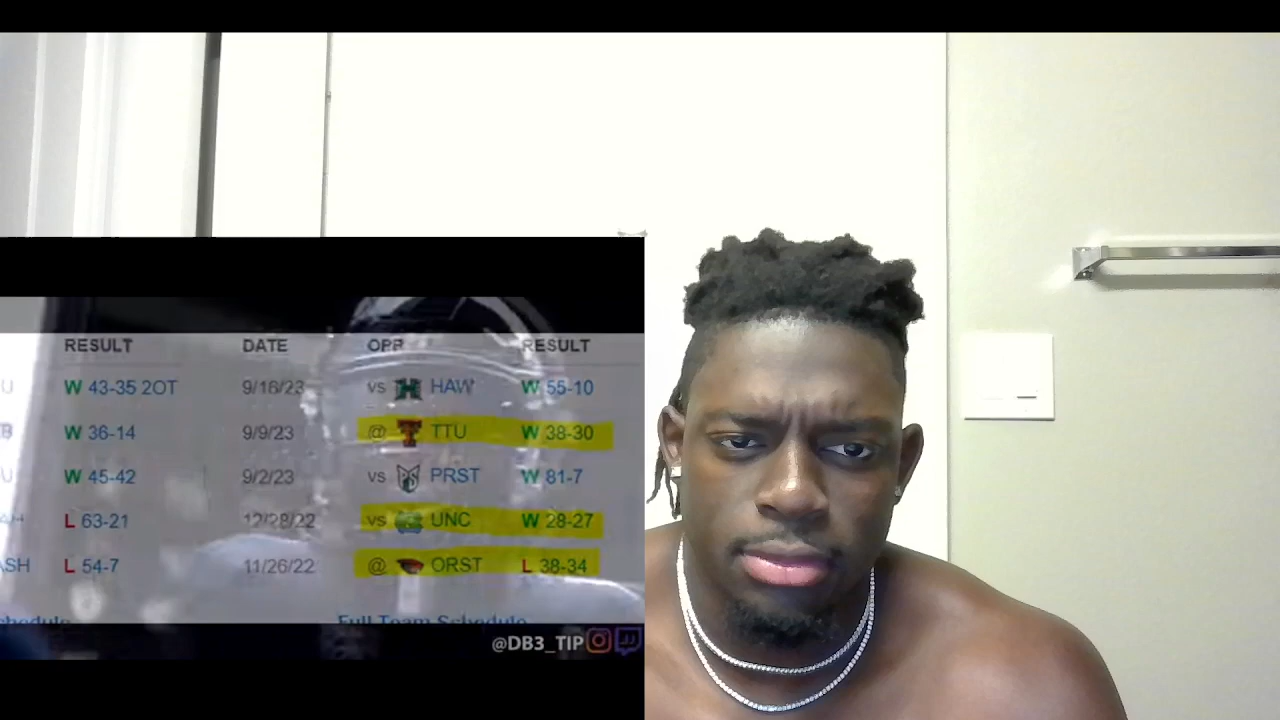 RESULT DATE OPP RESULT
U W 43-35 2OT 9/16/23 vs HAW W 55-10
W 36-14 9/9/23 @ TTU W 38-30
U W 45-42 9/2/23 vs PRST W 81-7
L 63-21 12/28/22 vs UNC W 28-27
SH L 54-7 11/26/22 @ ORST L 38-34
Full Team Schedule
@DB3_TIP